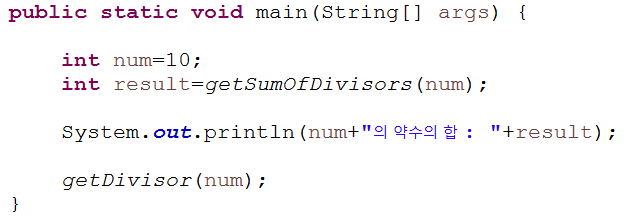 public static void main(String[] args) {
int num=10;
int result=getSumOfDivisors(num);
System.out.println(num+"의 약수의 합 : "+result);
getDivisor(num);
}